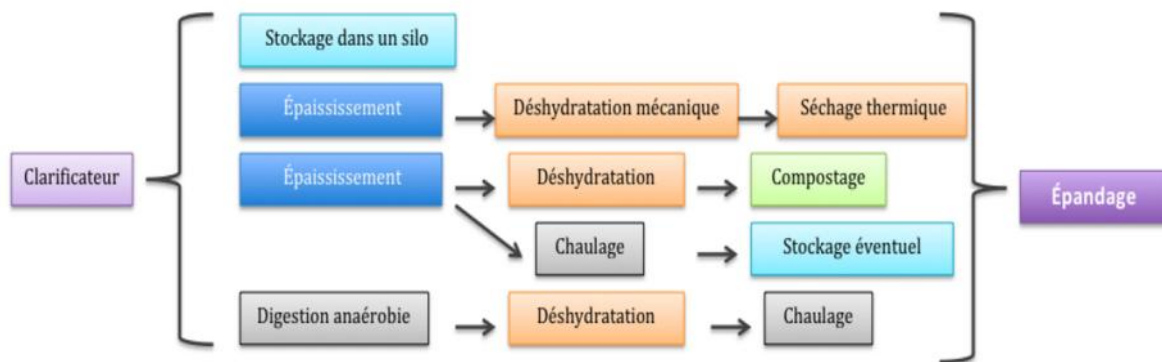 Stockage dans un silo
Épaississement
Déshydratation mécanique
Séchage thermique
Clarificateur
Épaississement
Déshydratation
Compostage
Épandage
Chaulage
Stockage éventuel
Digestion anaérobie
Déshydratation
Chaulage